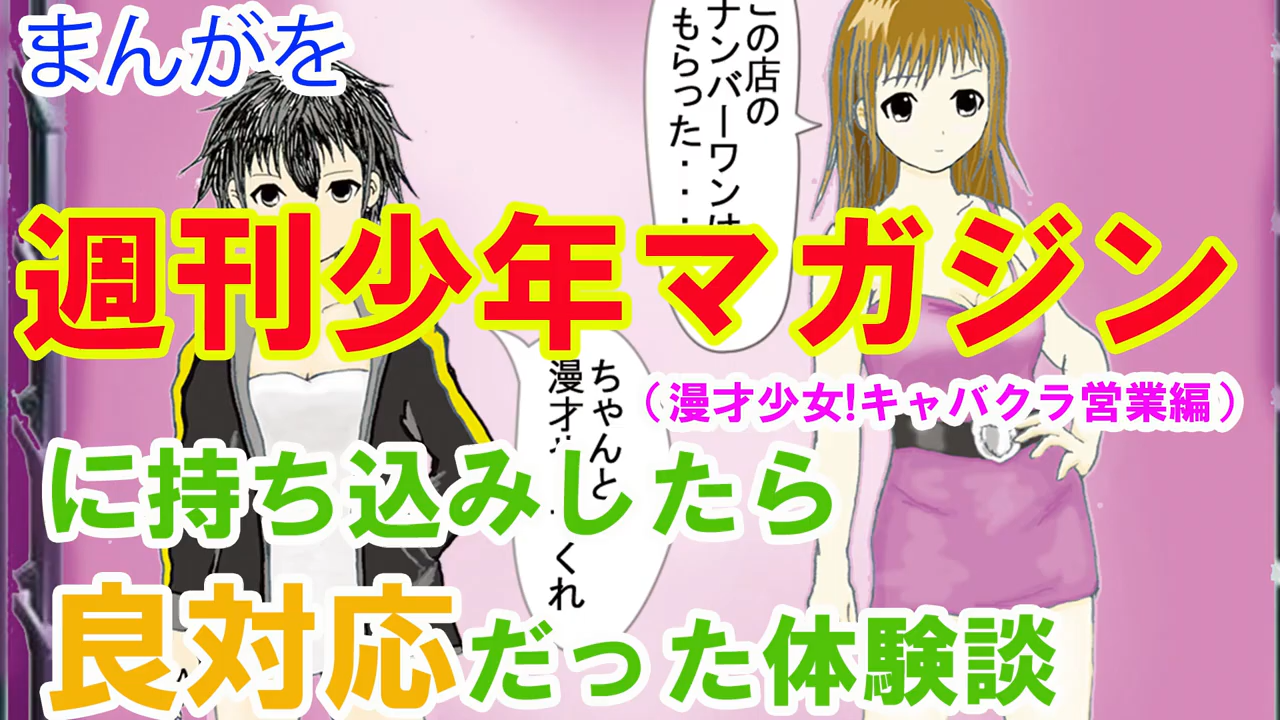 まんがを
週刊少年マガジン
（漫才少女!キャバクラ営業編）
に持ち込みしたら
良対応だった体験談
この店の
ナンバーワンは
もらった・・・
ちゃんと
漫才
くれ